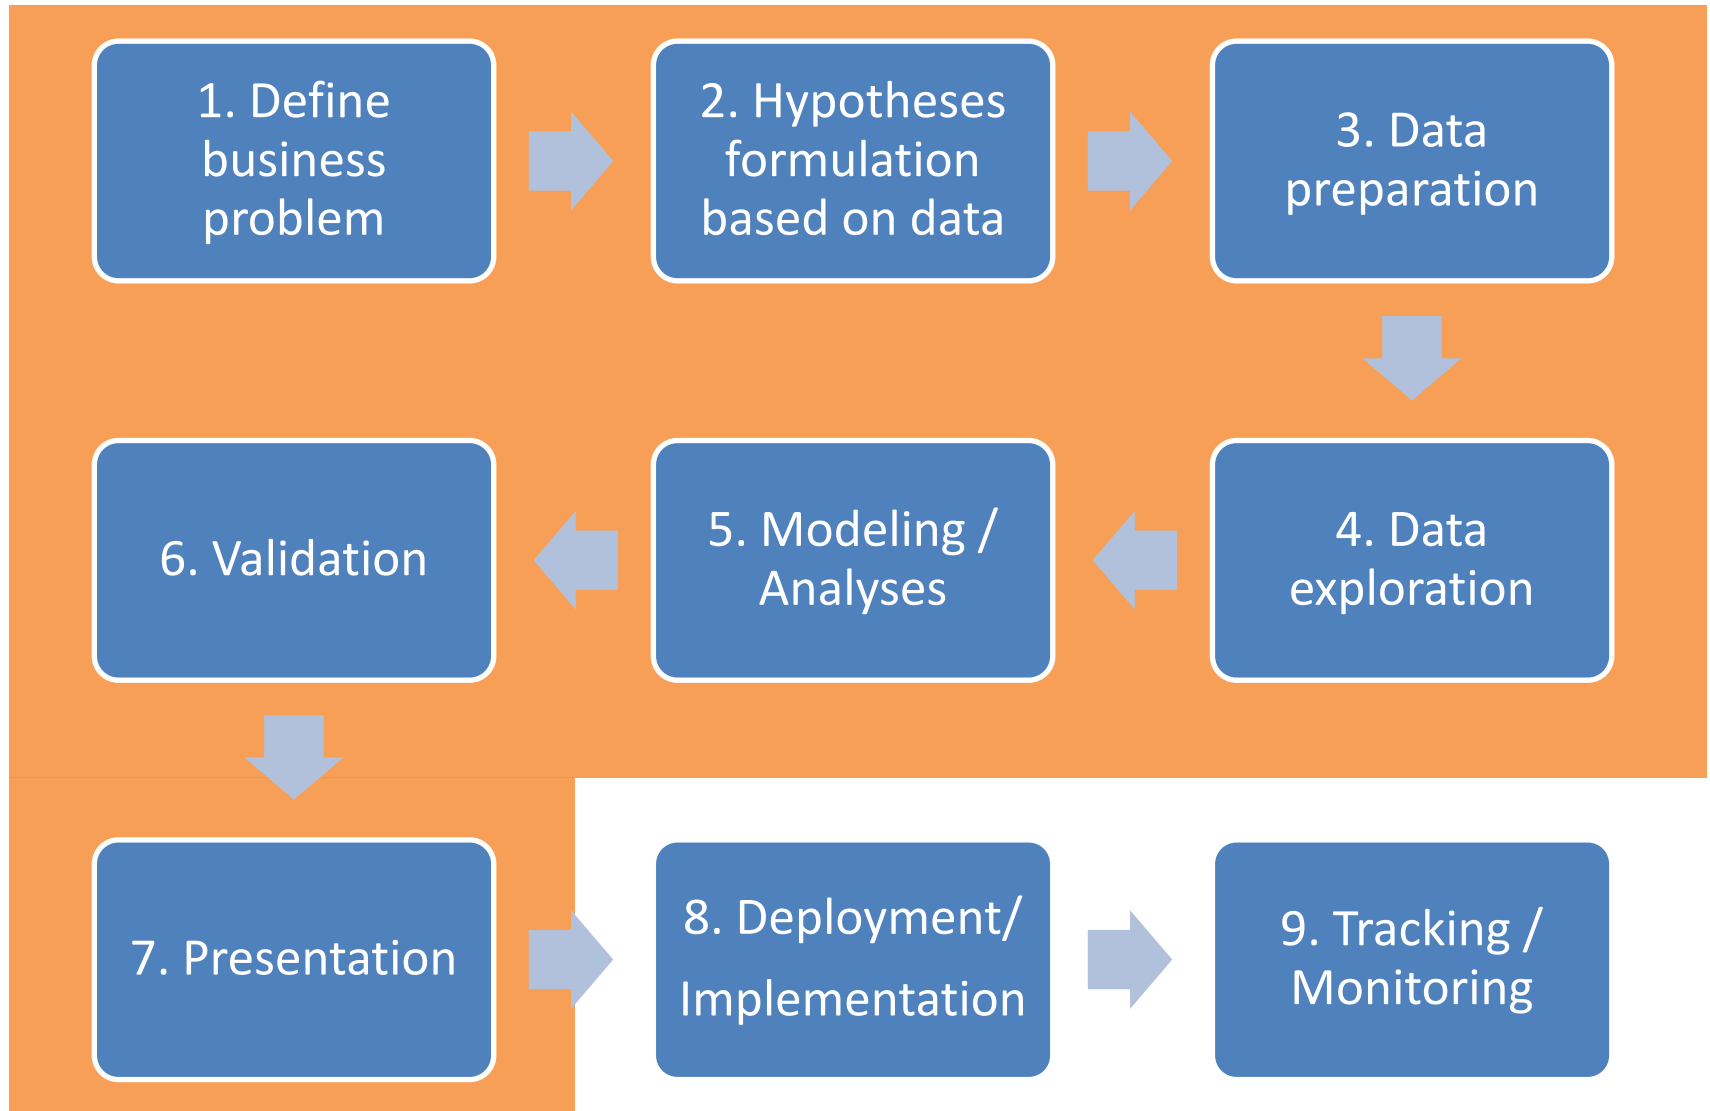 1. Define
business
problem
2. Hypotheses
formulation
based on data
3. Data
preparation
4. Data
exploration
5. Modeling /
Analyses
6. Validation
7. Presentation
8. Deployment/
Implementation
9. Tracking /
Monitoring